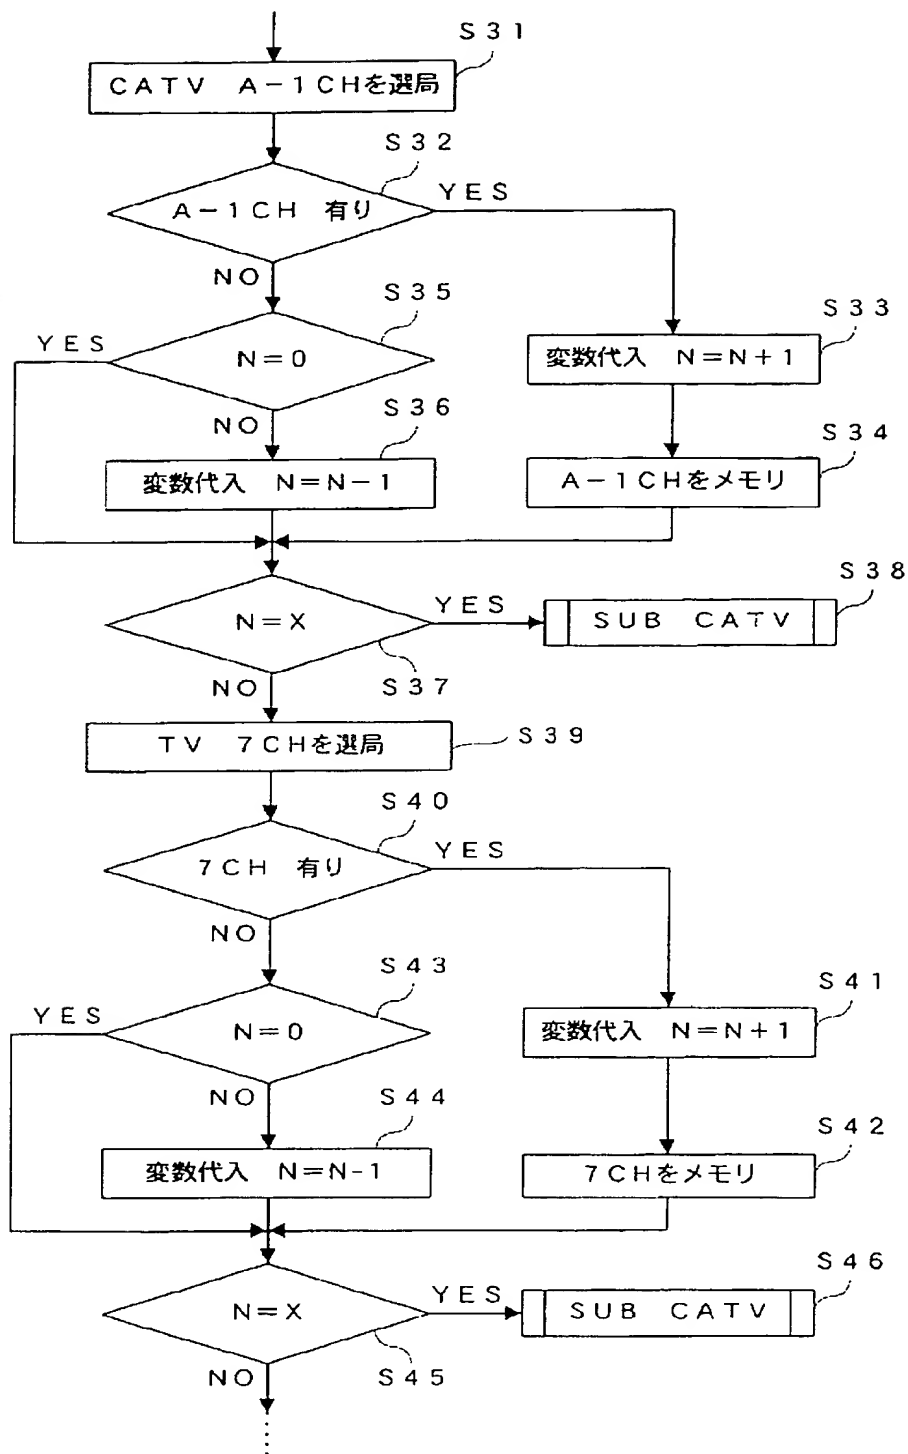 S31
CATV A-1CHを選局
S32
A-1CH 有り
YES
NO
S35
S33
YES
N=0
変数代入 N=N+1
S36
NO
S34
変数代入 N=N-1
A-1CHをメモリ
S38
N=X
YES
SUB CATV
NO
S37
TV 7CHを選局
S39
S40
7CH 有り
YES
NO
S43
S41
YES
N=0
変数代入 N=N+1
NO
S44
S42
変数代入 N=N-1
7CHをメモリ
S46
N=X
YES
SUB CATV
NO
S45